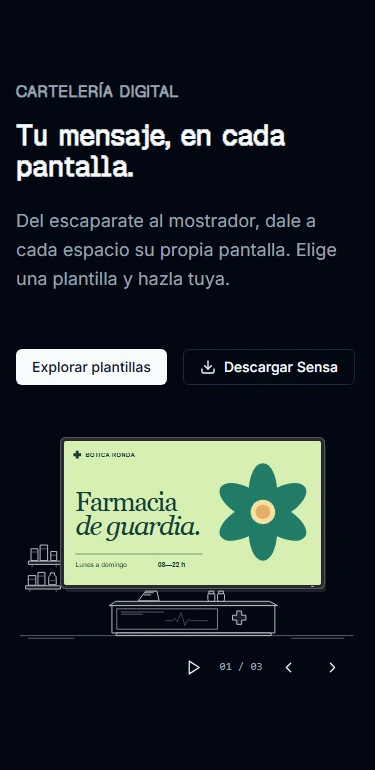 CARTELERÍA DIGITAL
Tu mensaje, en cada
pantalla.
Del escaparate al mostrador, dale a
cada espacio su propia pantalla. Elige
una plantilla y hazla tuya.
Explorar plantillas
Descargar Sensa
BOTICA RONDA
Farmacia
de guardia.
Lunes a domingo
08—22 h
01 / 03